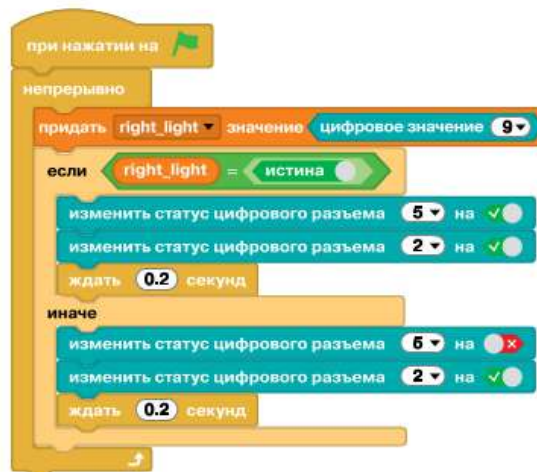 при нажатии на
непрерывно
придать right_light значение цифровое значение 9
если right_light = истина
изменить статус цифрового разъема 5 на
изменить статус цифрового разъема 2 на
ждать 0.2 секунд
иначе
изменить статус цифрового разъема 5 на
изменить статус цифрового разъема 2 на
ждать 0.2 секунд